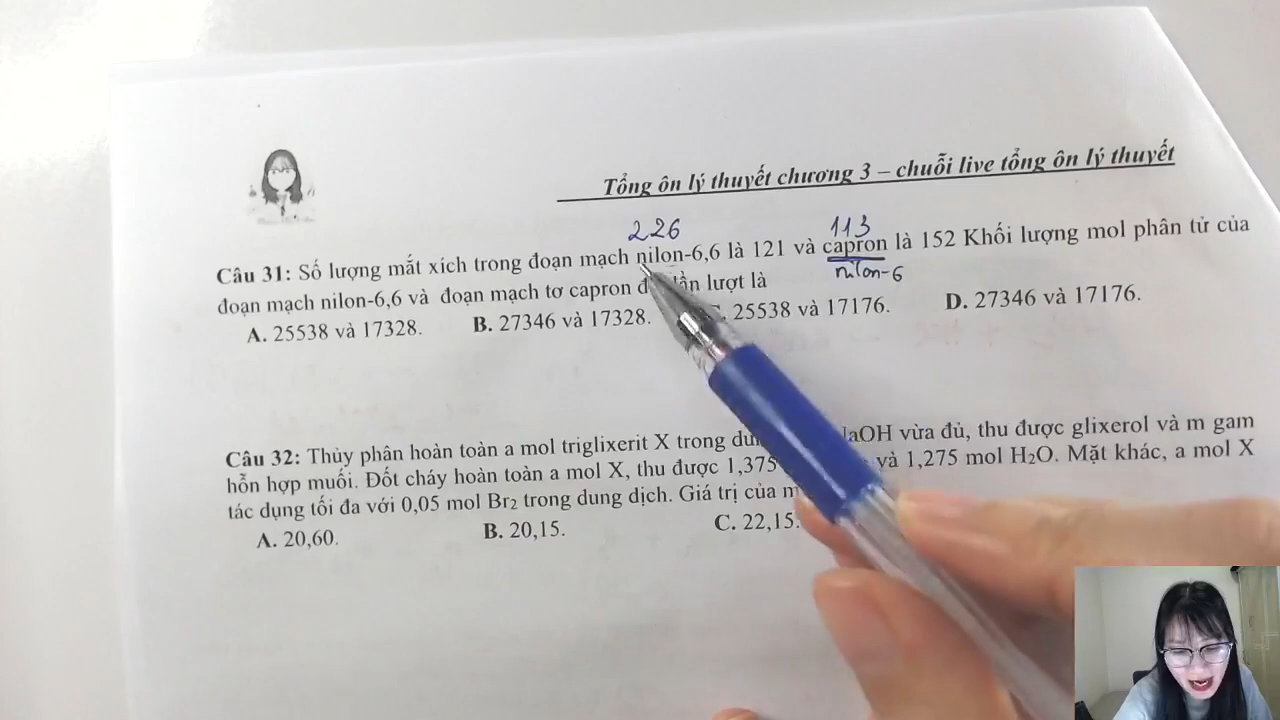 Tổng ôn lý thuyết chương 3 – chuỗi live tổng ôn lý thuyết
226 113
Câu 31: Số lượng mắt xích trong đoạn mạch nilon-6,6 là 121 và capron là 152 Khối lượng mol phân tử của
nilon-6
đoạn mạch nilon-6,6 và đoạn mạch tơ capron lần lượt là
A. 25538 và 17328. B. 27346 và 17328. 25538 và 17176. D. 27346 và 17176.
Câu 32: Thủy phân hoàn toàn a mol triglixerit X trong NaOH vừa đủ, thu được glixerol và m gam
hỗn hợp muối. Đốt cháy hoàn toàn a mol X, thu được 1,375 và 1,275 mol H₂O. Mặt khác, a mol X
tác dụng tối đa với 0,05 mol Br₂ trong dung dịch. Giá trị của m
A. 20,60. B. 20,15. C. 22,15.